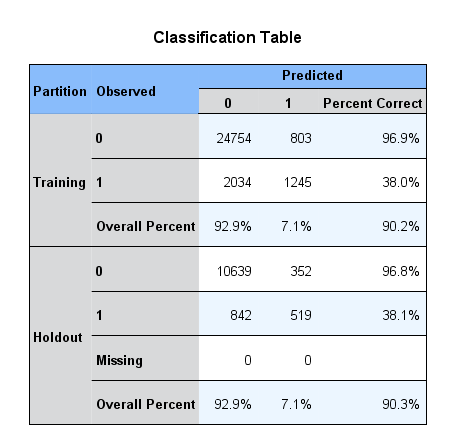 Classification Table
Predicted
Partition Observed
0 1 Percent Correct
0 24754 803 96.9%
Training 1 2034 1245 38.0%
Overall Percent 92.9% 7.1% 90.2%
0 10639 352 96.8%
1 842 519 38.1%
Holdout
Missing 0 0
Overall Percent 92.9% 7.1% 90.3%